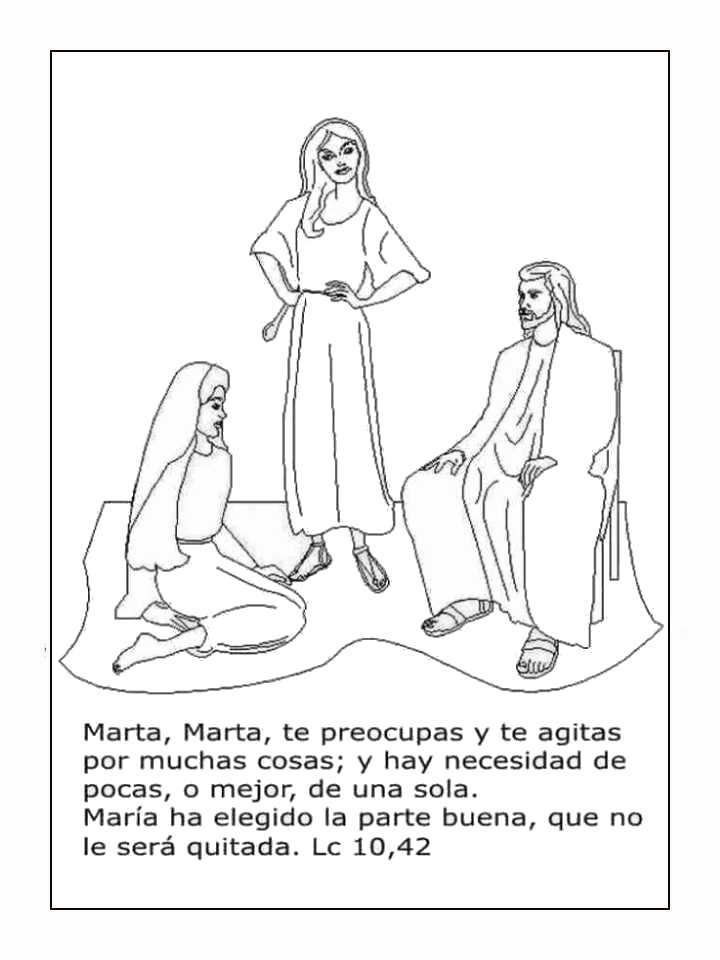 Marta, Marta, te preocupas y te agitas
por muchas cosas; y hay necesidad de
pocas, o mejor, de una sola.
María ha elegido la parte buena, que no
le será quitada. Lc 10,42